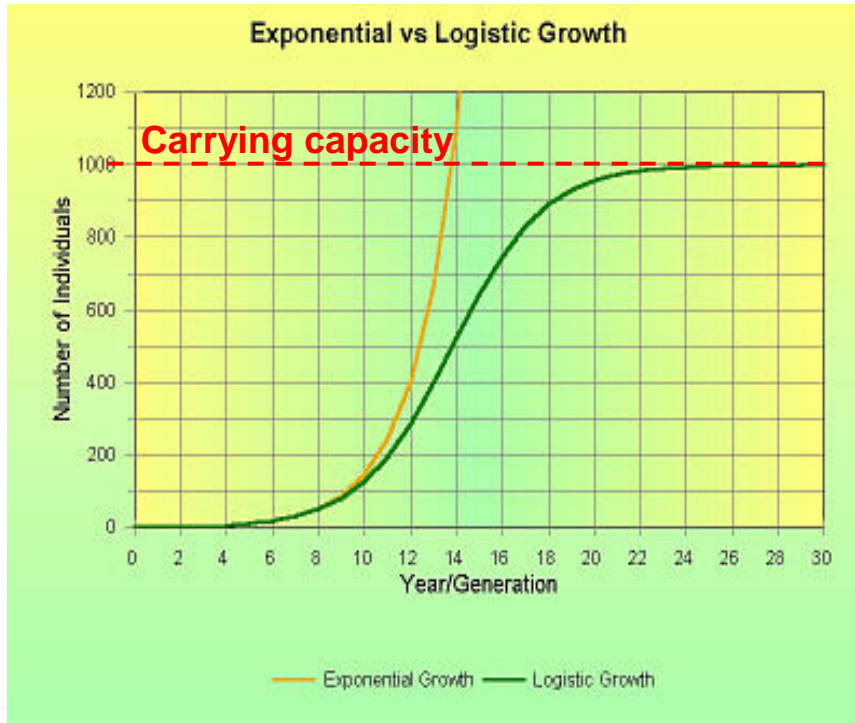 Exponential vs Logistic Growth
1200
Carrying capacity
1000
800
600
400
200
0
Number of Individuals
0 2 4 6 8 10 12 14 16 18 20 22 24 26 28 30
Year/Generation
Exponential Growth Logistic Growth